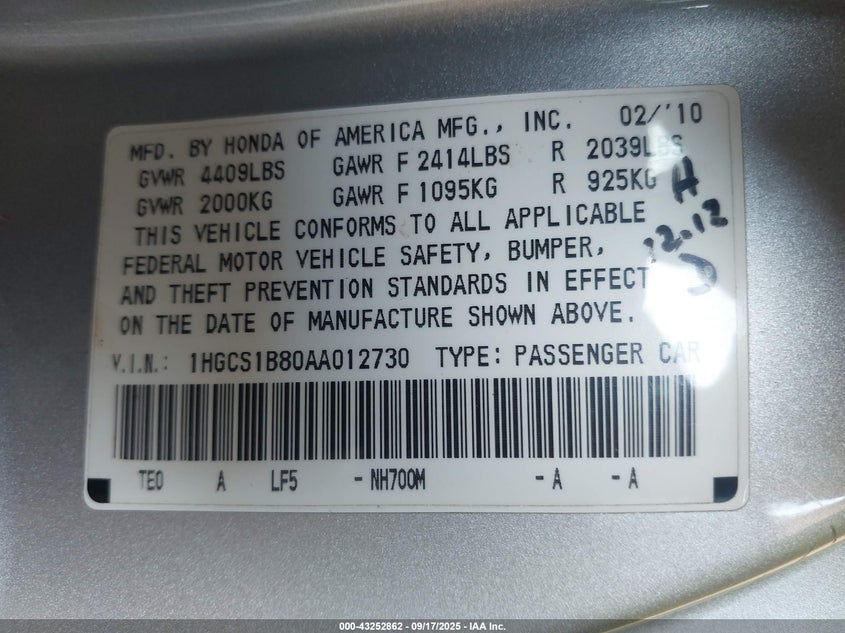 MFD. BY HONDA OF AMERICA MFG., INC. 02/'10
GVWR 4409LBS GAWR F 2414LBS R 2039LBS
GVWR 2000KG GAWR F 1095KG R 925KG H
THIS VEHICLE CONFORMS TO ALL APPLICABLE 12.12
FEDERAL MOTOR VEHICLE SAFETY, BUMPER,
AND THEFT PREVENTION STANDARDS IN EFFECT
ON THE DATE OF MANUFACTURE SHOWN ABOVE.
V.I.N.: 1HGCS1B80AA012730 TYPE: PASSENGER CAR
TE0 A LF5 - NH700M - A - A
000-43252862 - 09/17/2025 - IAA Inc.